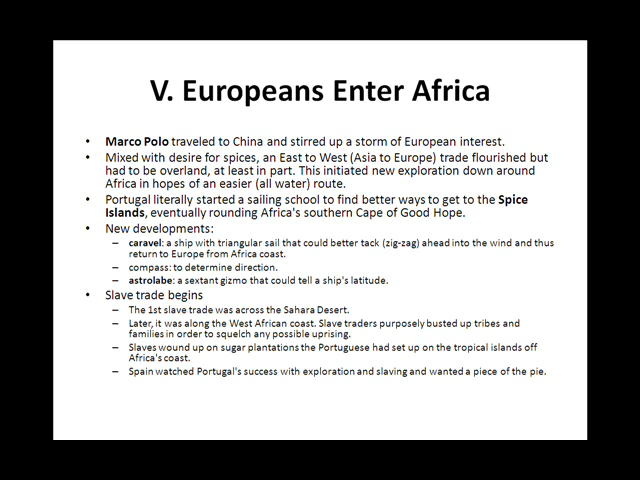 V. Europeans Enter Africa
• Marco Polo traveled to China and stirred up a storm of European interest.
• Mixed with desire for spices, an East to West (Asia to Europe) trade flourished but
had to be overland, at least in part. This initiated new exploration down around
Africa in hopes of an easier (all water) route.
• Portugal literally started a sailing school to find better ways to get to the Spice
Islands, eventually rounding Africa's southern Cape of Good Hope.
• New developments:
– caravel: a ship with triangular sail that could better tack (zig-zag) ahead into the wind and thus
return to Europe from Africa coast.
– compass: to determine direction.
– astrolabe: a sextant gizmo that could tell a ship's latitude.
• Slave trade begins
– The 1st slave trade was across the Sahara Desert.
– Later, it was along the West African coast. Slave traders purposely busted up tribes and
families in order to squelch any possible uprising.
– Slaves wound up on sugar plantations the Portuguese had set up on the tropical islands off
Africa's coast.
– Spain watched Portugal's success with exploration and slaving and wanted a piece of the pie.